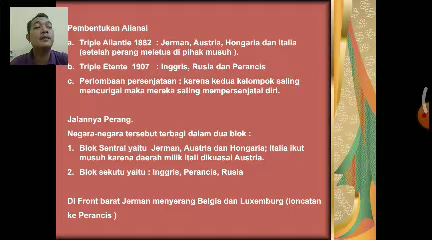 Pembentukan Aliansi
a. Triple Aliantie 1882 : Jerman, Austria, Hongaria dan Italia
(setelah perang meletus di pihak musuh ).
b. Triple Etente 1907 : Inggris, Rusia dan Perancis
c. Perlombaan persenjataan : karena kedua kelompok saling
mencurigai maka mereka saling mempersenjatai diri.
Jalannya Perang.
Negara-negara tersebut terbagi dalam dua blok :
1. Blok Sentral yaitu Jerman, Austria dan Hongaria; Italia ikut
musuh karena daerah milik Itali dikuasai Austria.
2. Blok sekutu yaitu : Inggris, Perancis, Rusia
Di Front barat Jerman menyerang Belgia dan Luxemburg (loncatan
ke Perancis )